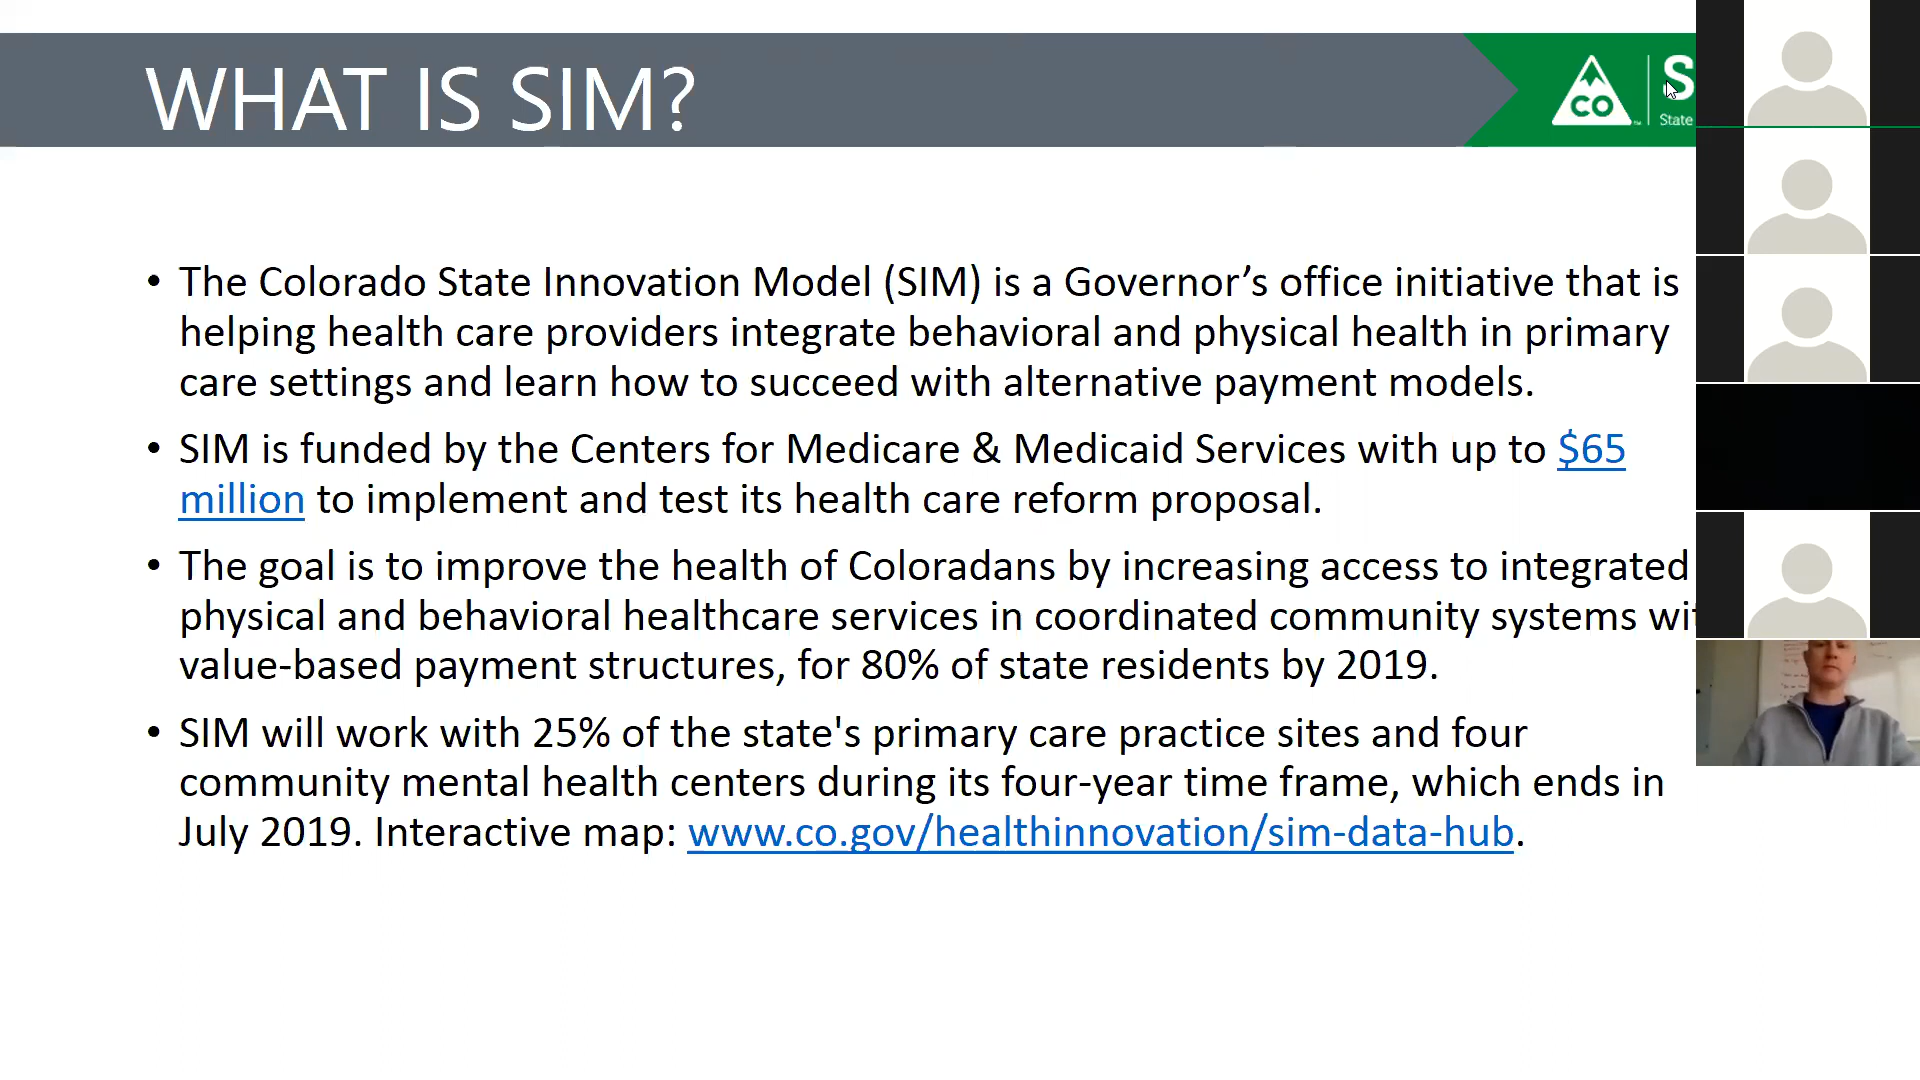 WHAT IS SIM?
CO
S
State
• The Colorado State Innovation Model (SIM) is a Governor’s office initiative that is
helping health care providers integrate behavioral and physical health in primary
care settings and learn how to succeed with alternative payment models.
• SIM is funded by the Centers for Medicare & Medicaid Services with up to $65
million to implement and test its health care reform proposal.
• The goal is to improve the health of Coloradans by increasing access to integrated
physical and behavioral healthcare services in coordinated community systems
value-based payment structures, for 80% of state residents by 2019.
• SIM will work with 25% of the state's primary care practice sites and four
community mental health centers during its four-year time frame, which ends in
July 2019. Interactive map: www.co.gov/healthinnovation/sim-data-hub.